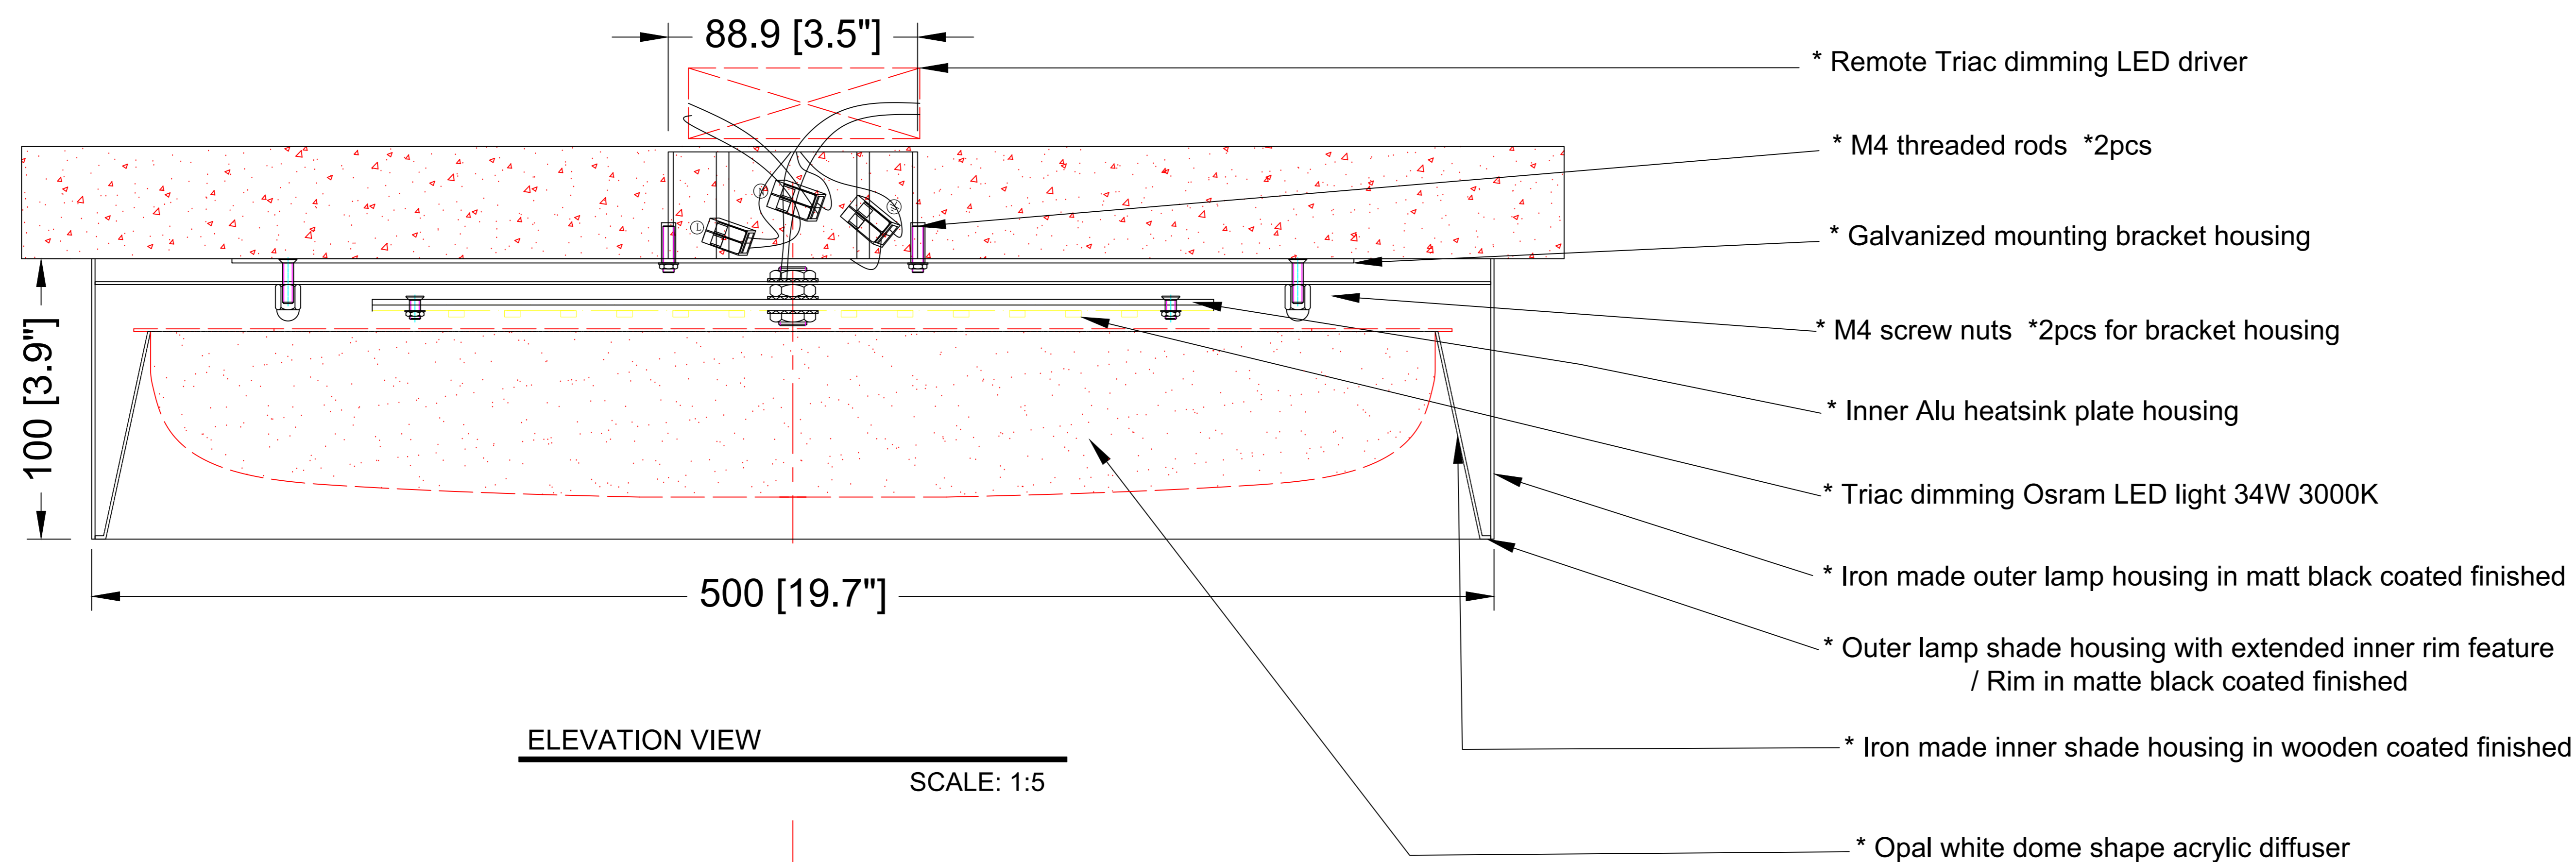 88.9 [3.5"]
* Remote Triac dimming LED driver
* M4 threaded rods *2pcs
* Galvanized mounting bracket housing
* M4 screw nuts *2pcs for bracket housing
* Inner Alu heatsink plate housing
* Triac dimming Osram LED light 34W 3000K
* Iron made outer lamp housing in matt black coated finished
* Outer lamp shade housing with extended inner rim feature
/ Rim in matte black coated finished
* Iron made inner shade housing in wooden coated finished
* Opal white dome shape acrylic diffuser
N
L
100 [3.9"]
500 [19.7"]
ELEVATION VIEW
SCALE: 1:5